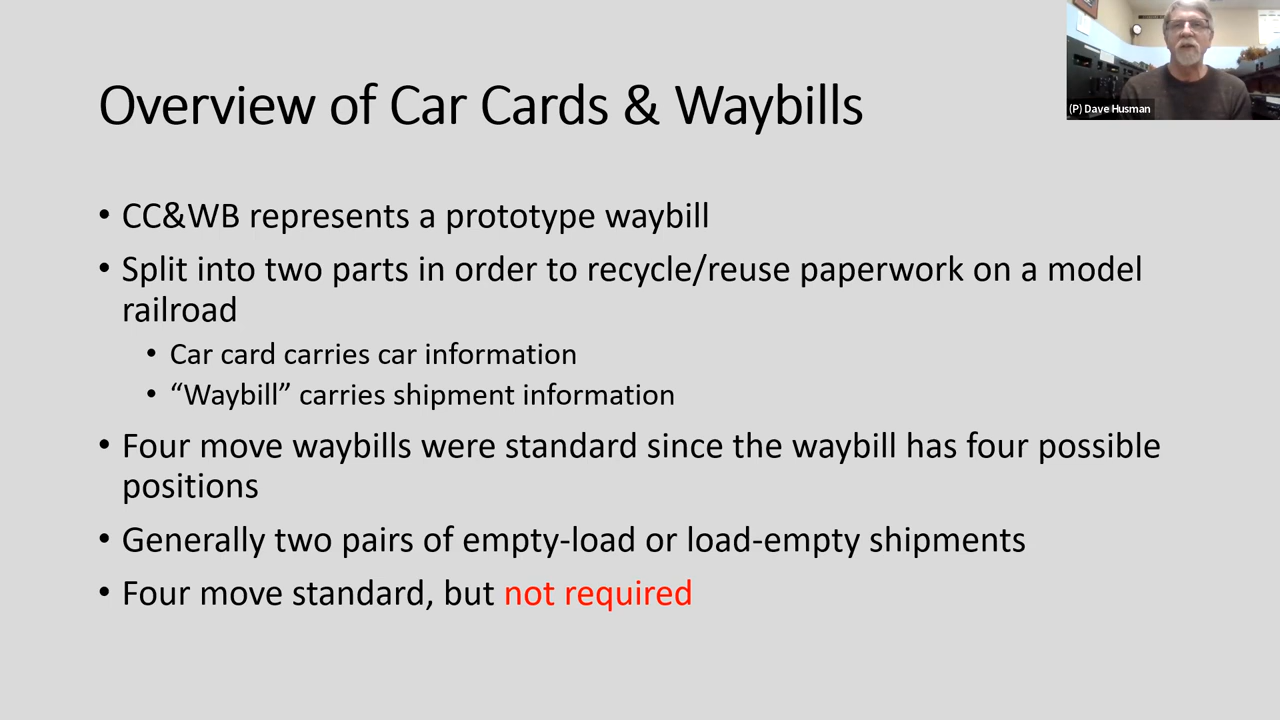 Overview of Car Cards & Waybills
(P) Dave Husman
• CC&WB represents a prototype waybill
• Split into two parts in order to recycle/reuse paperwork on a model
railroad
• Car card carries car information
• “Waybill” carries shipment information
• Four move waybills were standard since the waybill has four possible
positions
• Generally two pairs of empty-load or load-empty shipments
• Four move standard, but not required